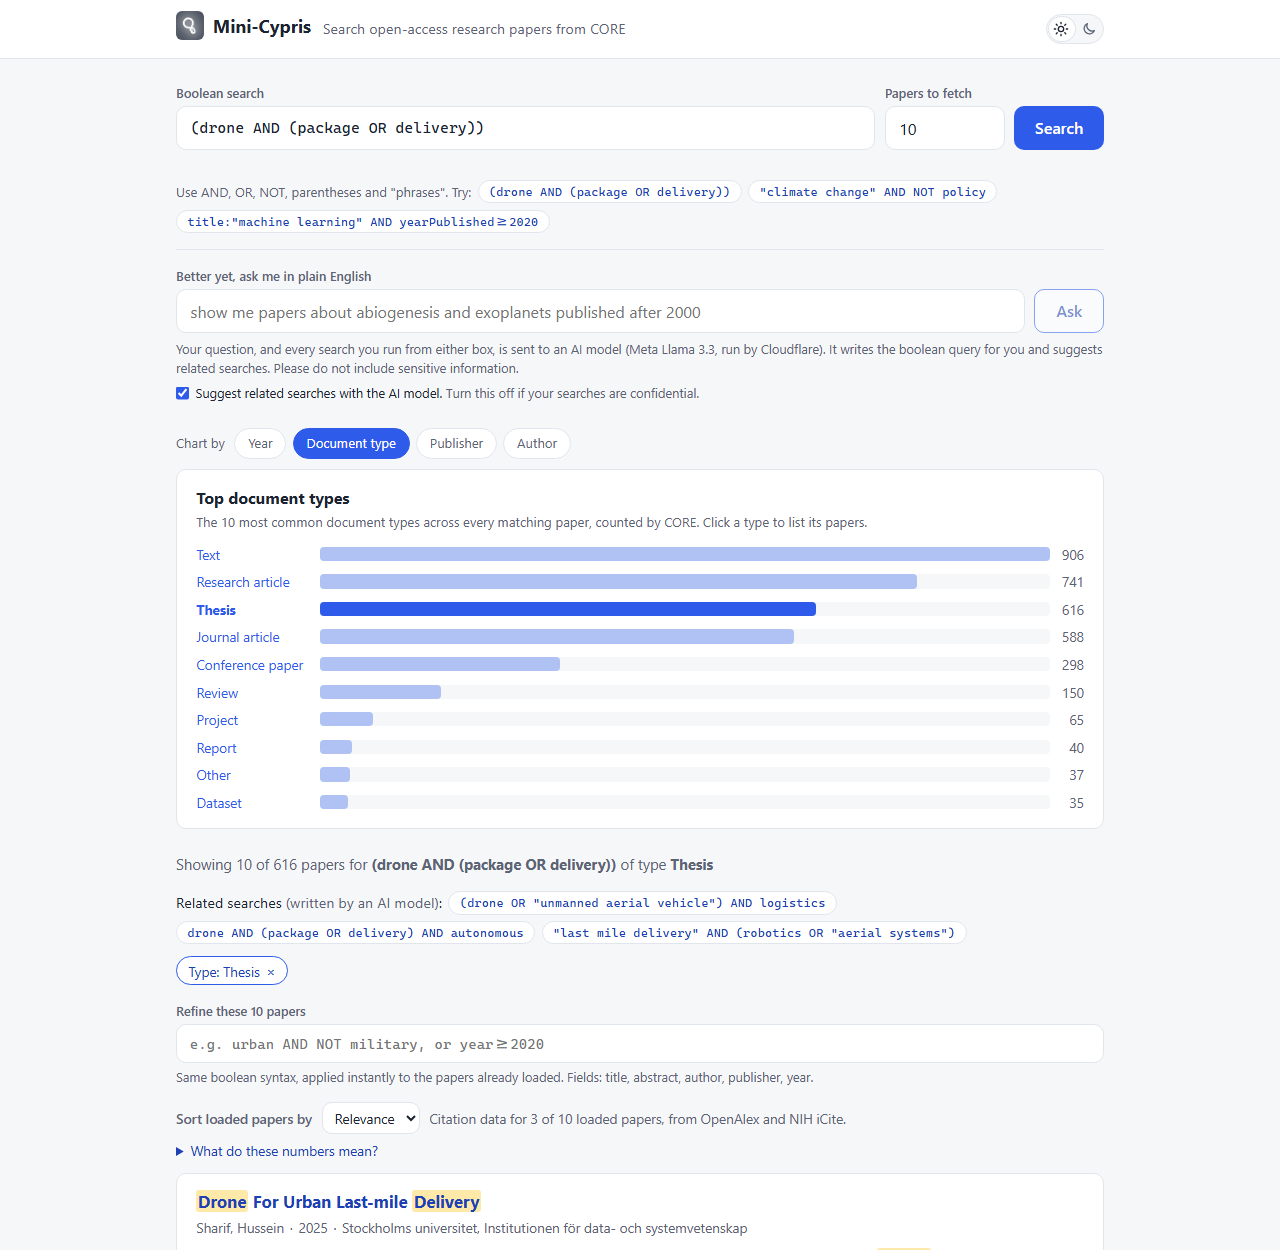 Mini-Cypris Search open-access research papers from CORE
Boolean search
Papers to fetch
(drone AND (package OR delivery))
10
Search
Use AND, OR, NOT, parentheses and "phrases". Try: (drone AND (package OR delivery)) "climate change" AND NOT policy
title:"machine learning" AND yearPublished≥2020
Better yet, ask me in plain English
show me papers about abiogenesis and exoplanets published after 2000
Ask
Your question, and every search you run from either box, is sent to an AI model (Meta Llama 3.3, run by Cloudflare). It writes the boolean query for you and suggests
related searches. Please do not include sensitive information.
Suggest related searches with the AI model. Turn this off if your searches are confidential.
Chart by Year Document type Publisher Author
Top document types
The 10 most common document types across every matching paper, counted by CORE. Click a type to list its papers.
Text 906
Research article 741
Thesis 616
Journal article 588
Conference paper 298
Review 150
Project 65
Report 40
Other 37
Dataset 35
Showing 10 of 616 papers for (drone AND (package OR delivery)) of type Thesis
Related searches (written by an AI model): (drone OR "unmanned aerial vehicle") AND logistics
drone AND (package OR delivery) AND autonomous "last mile delivery" AND (robotics OR "aerial systems")
Type: Thesis ×
Refine these 10 papers
e.g. urban AND NOT military, or year≥2020
Same boolean syntax, applied instantly to the papers already loaded. Fields: title, abstract, author, publisher, year.
Sort loaded papers by Relevance Citation data for 3 of 10 loaded papers, from OpenAlex and NIH iCite.
What do these numbers mean?
Drone For Urban Last-mile Delivery
Sharif, Hussein · 2025 · Stockholms universitet, Institutionen för data- och systemvetenskap